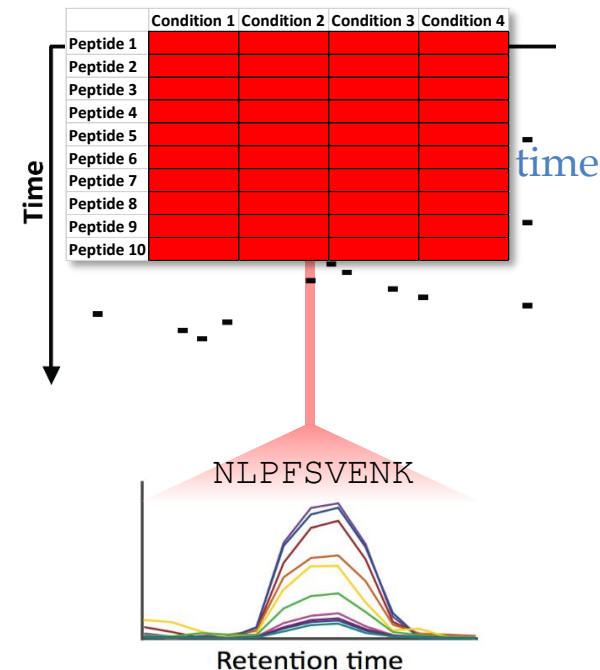 Condition 1 Condition 2 Condition 3 Condition 4
Peptide 1
Peptide 2
Peptide 3
Peptide 4
Peptide 5
Peptide 6
Peptide 7
Peptide 8
Peptide 9
Peptide 10
time
Time
NLPFSVENK
Retention time